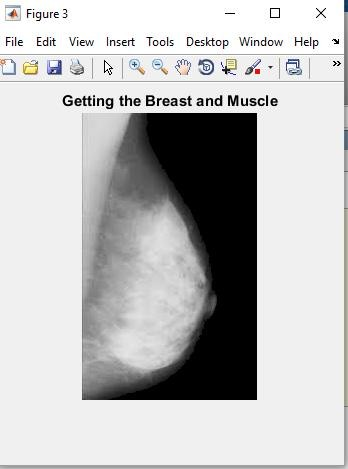 Figure 3
File Edit View Insert Tools Desktop Window Help
Getting the Breast and Muscle